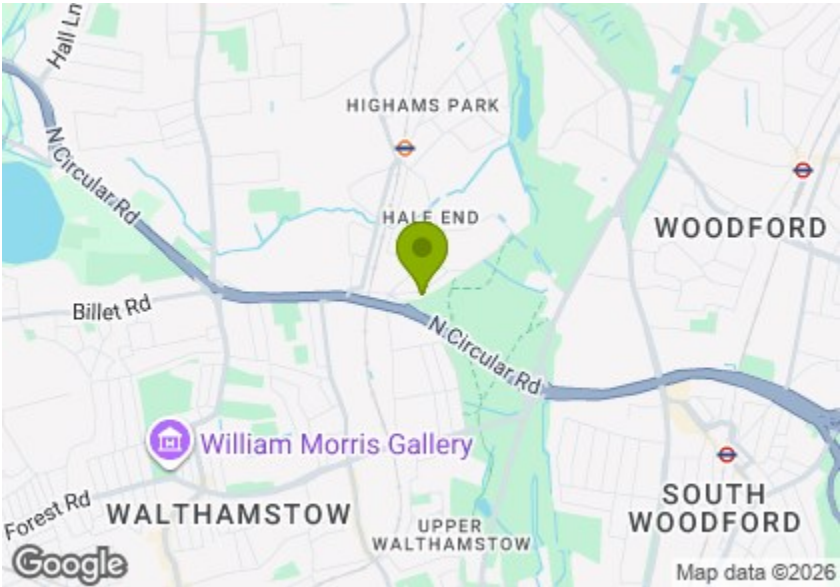 Hall Ln
HIGHAMS PARK
N Circular Rd
HALE END
WOODFORD
Billet Rd
N Circular Rd
William Morris Gallery
Forest Rd
WALTHAMSTOW
UPPER
WALTHAMSTOW
SOUTH
WOODFORD
Google
Map data ©2026